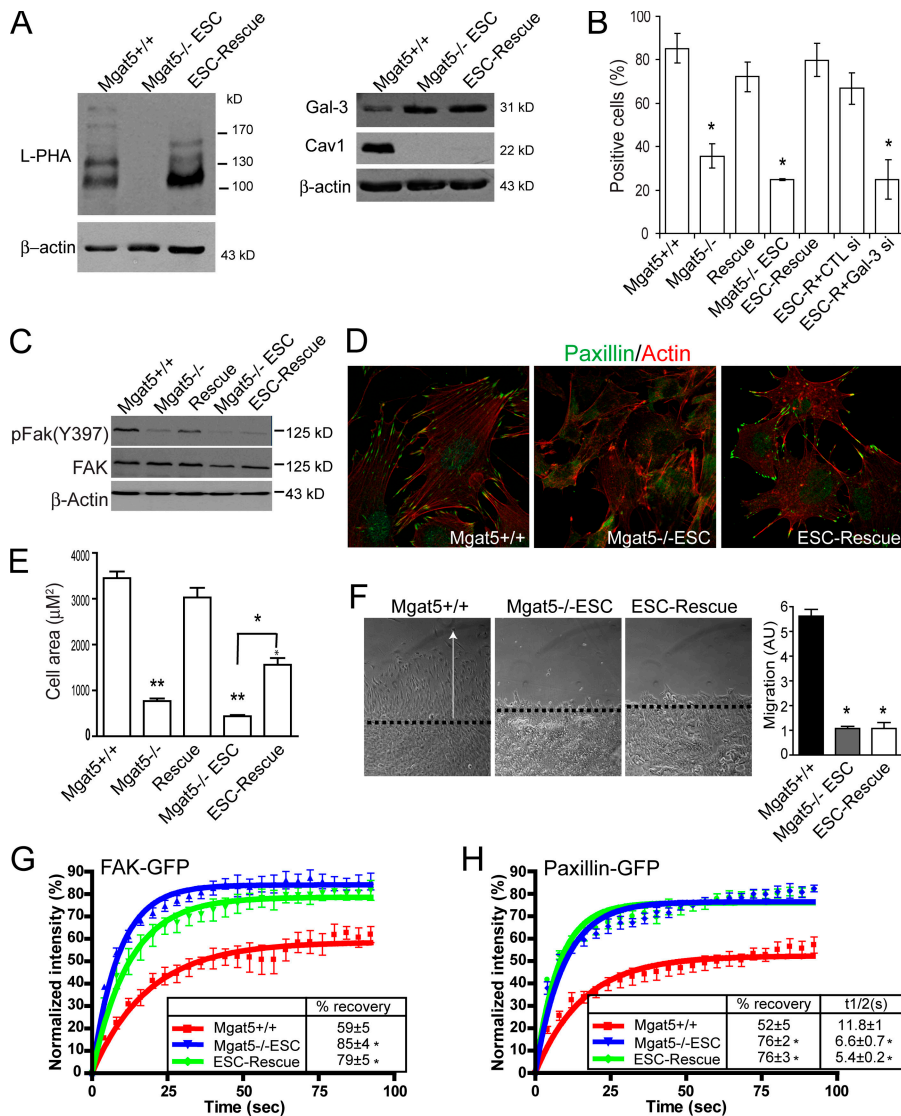 A
Mgat5+/+
Mgat5-/- ESC
ESC-Rescue
kD
170
130
100
L-PHA
β-actin
43 kD
Mgat5+/+
Mgat5-/- ESC
ESC-Rescue
Gal-3
31 kD
Cav1
22 kD
β-actin
43 kD
B
Positive cells (%)
100
80
60
40
20
0
*
*
*
Mgat5+/+
Mgat5-/-
Rescue
Mgat5-/- ESC
ESC-Rescue
ESC-R+CTL si
ESC-R+Gal-3 si
C
Mgat5+/+
Mgat5-/-
Rescue
Mgat5-/- ESC
ESC-Rescue
pFak(Y397)
125 kD
FAK
125 kD
β-Actin
43 kD
D
Paxillin/Actin
Mgat5+/+
Mgat5-/-ESC
ESC-Rescue
E
Cell area (µM²)
4000
3000
2000
1000
0
**
**
*
*
Mgat5+/+
Mgat5-/-
Rescue
Mgat5-/- ESC
ESC-Rescue
F
Mgat5+/+
Mgat5-/-ESC
ESC-Rescue
Migration (AU)
6
5
4
3
2
1
0
*
*
Mgat5+/+
Mgat5-/- ESC
ESC-Rescue
G
FAK-GFP
Normalized intensity (%)
90
80
70
60
50
40
30
20
10
0
% recovery
Mgat5+/+ 59±5
Mgat5-/-ESC 85±4 *
ESC-Rescue 79±5 *
0 25 50 75 100
Time (sec)
H
Paxillin-GFP
Normalized intensity (%)
90
80
70
60
50
40
30
20
10
0
% recovery t1/2(s)
Mgat5+/+ 52±5 11.8±1
Mgat5-/-ESC 76±2 * 6.6±0.7 *
ESC-Rescue 76±3 * 5.4±0.2 *
0 25 50 75 100
Time (sec)